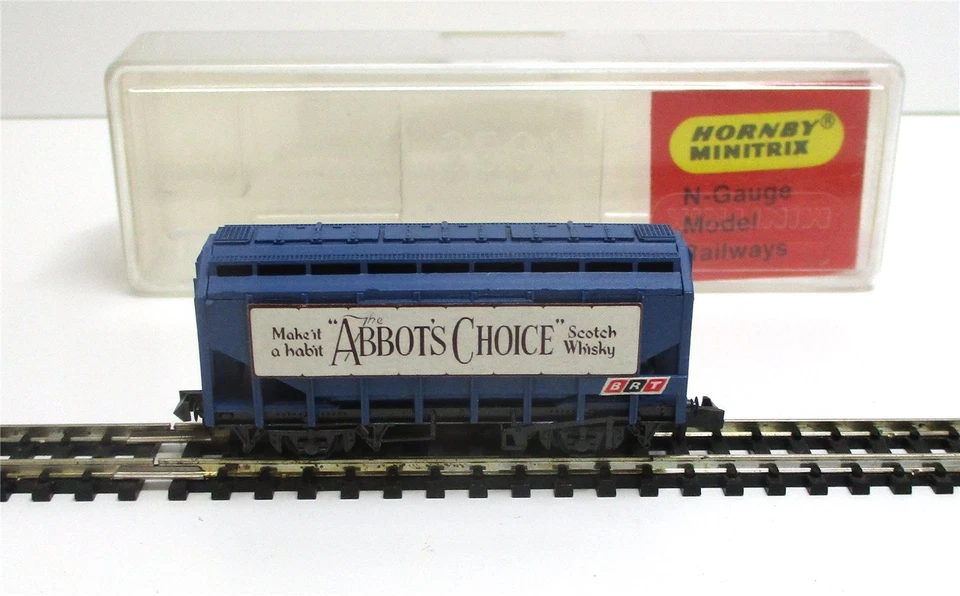 HORNBY®
MINITRIX
N-Gauge
Model
Railways
The
Make it "ABBOT'S CHOICE" Scotch
a habit Whisky
BRT